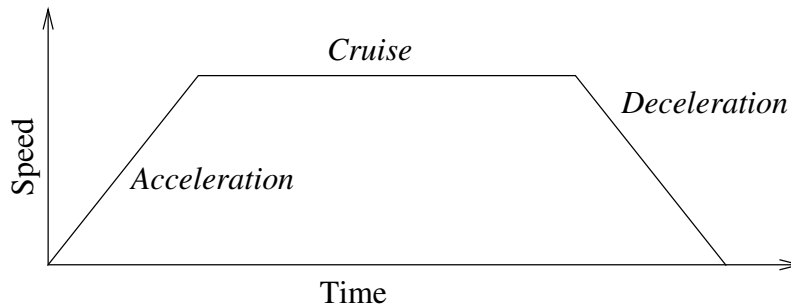 Cruise
Deceleration
Acceleration
Speed
Time